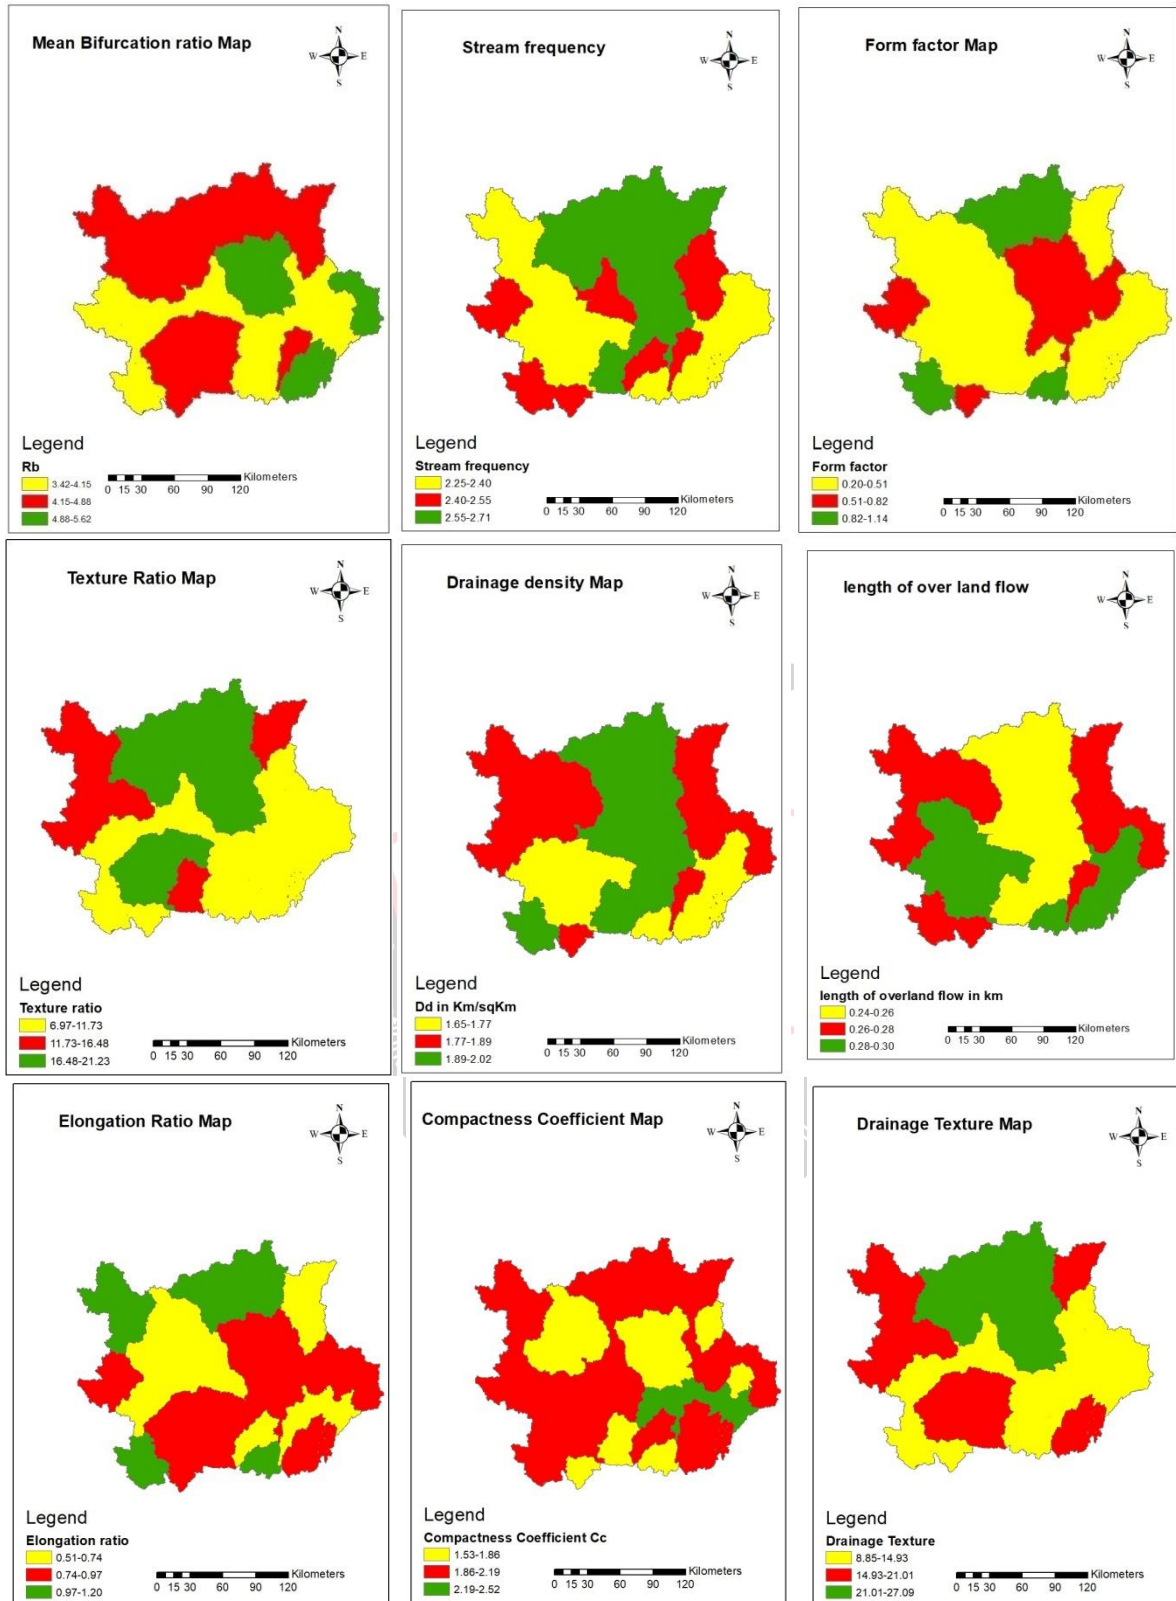 Mean Bifurcation ratio Map
N
W E
S
Legend
Rb
3.42-4.15
4.15-4.88
4.88-5.62
Kilometers
0 15 30 60 90 120
Stream frequency
N
W E
S
Legend
Stream frequency
2.25-2.40
2.40-2.55
2.55-2.71
Kilometers
0 15 30 60 90 120
Form factor Map
N
W E
S
Legend
Form factor
0.20-0.51
0.51-0.82
0.82-1.14
Kilometers
0 15 30 60 90 120
Texture Ratio Map
N
W E
S
Legend
Texture ratio
6.97-11.73
11.73-16.48
16.48-21.23
Kilometers
0 15 30 60 90 120
Drainage density Map
N
W E
S
Legend
Dd in Km/sqKm
1.65-1.77
1.77-1.89
1.89-2.02
Kilometers
0 15 30 60 90 120
length of over land flow
N
W E
S
Legend
length of overland flow in km
0.24-0.26
0.26-0.28
0.28-0.30
Kilometers
0 15 30 60 90 120
Elongation Ratio Map
N
W E
S
Legend
Elongation ratio
0.51-0.74
0.74-0.97
0.97-1.20
Kilometers
0 15 30 60 90 120
Compactness Coefficient Map
N
W E
S
Legend
Compactness Coefficient Cc
1.53-1.86
1.86-2.19
2.19-2.52
Kilometers
0 15 30 60 90 120
Drainage Texture Map
N
W E
S
Legend
Drainage Texture
8.85-14.93
14.93-21.01
21.01-27.09
Kilometers
0 15 30 60 90 120